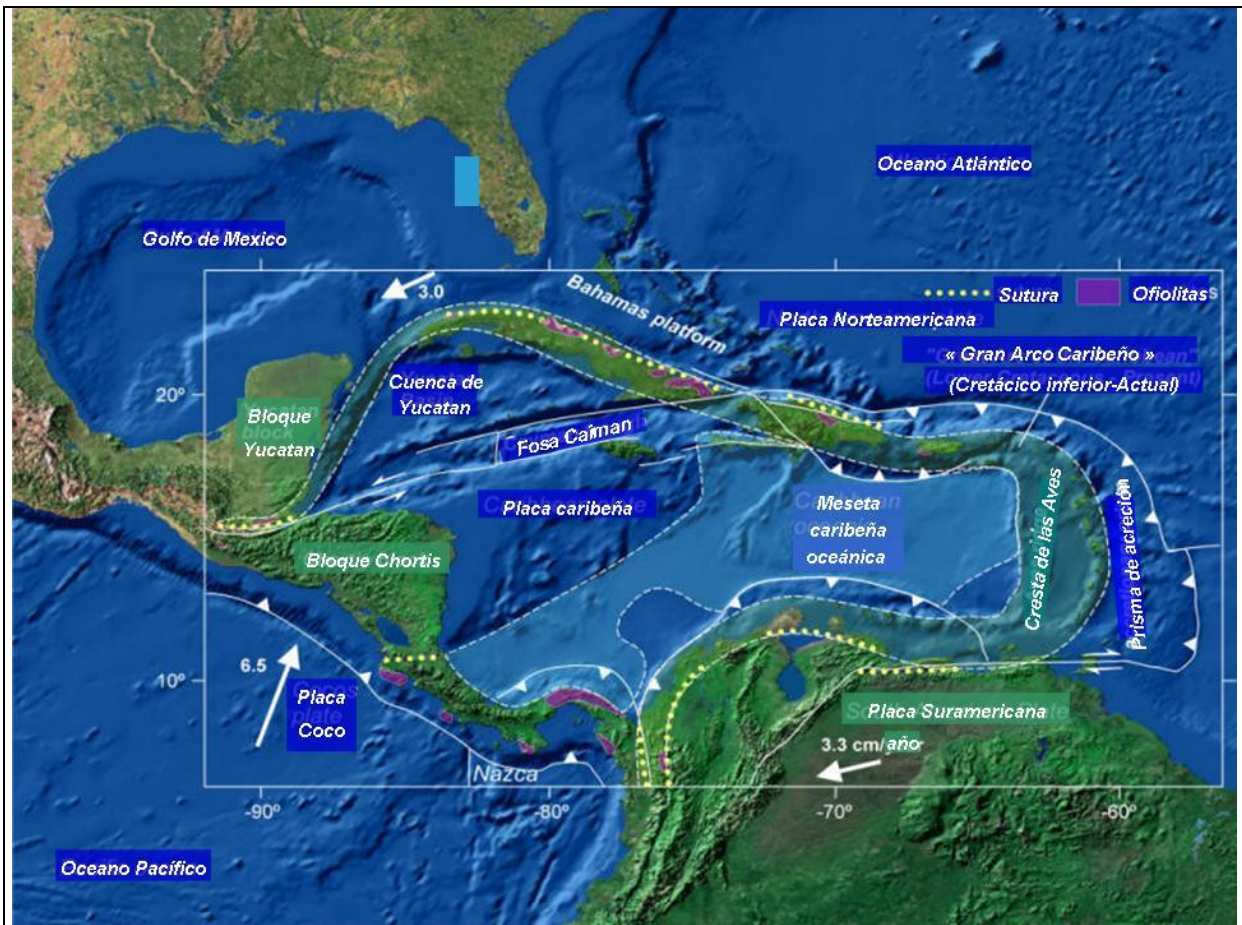 Oceano Atlántico
Golfo de Mexico
3.0
Bahamas platform
Sutura
Ofiolitas
Placa Norteamericana
« Gran Arco Caribeño »
(Cretácico inferior-Actual)
20º
Cuenca de
Yucatan
Bloque
Yucatan
Fosa Caíman
Placa caribeña
Meseta
caribeña
oceánica
Cresta de las Aves
Prisma de acreción
Bloque Chortis
6.5
10º
Placa
Coco
Placa Suramericana
año
3.3 cm/
Nazca
-90º
-80º
-70º
-60º
Oceano Pacífico